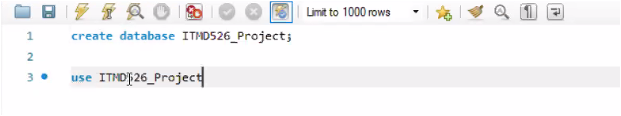 Limit to 1000 rows
1 create database ITMD526_Project;
2
3 use ITMD526_Project